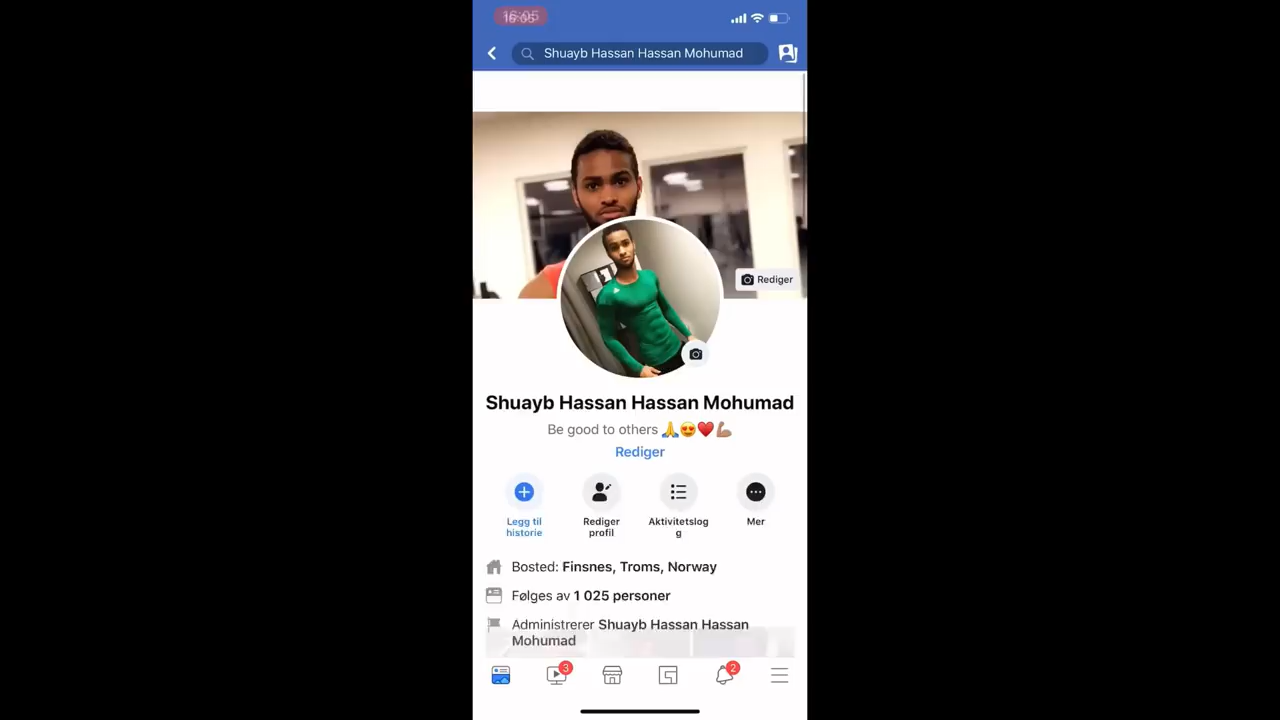 16:05
Shuayb Hassan Hassan Mohumad
Rediger
Shuayb Hassan Hassan Mohumad
Be good to others 🙏😍❤️💪🏽
Rediger
Legg til
historie
Rediger
profil
Aktivitetslog
g
Mer
Bosted: Finsnes, Troms, Norway
Følges av 1 025 personer
Administrerer Shuayb Hassan Hassan
Mohumad
3
2